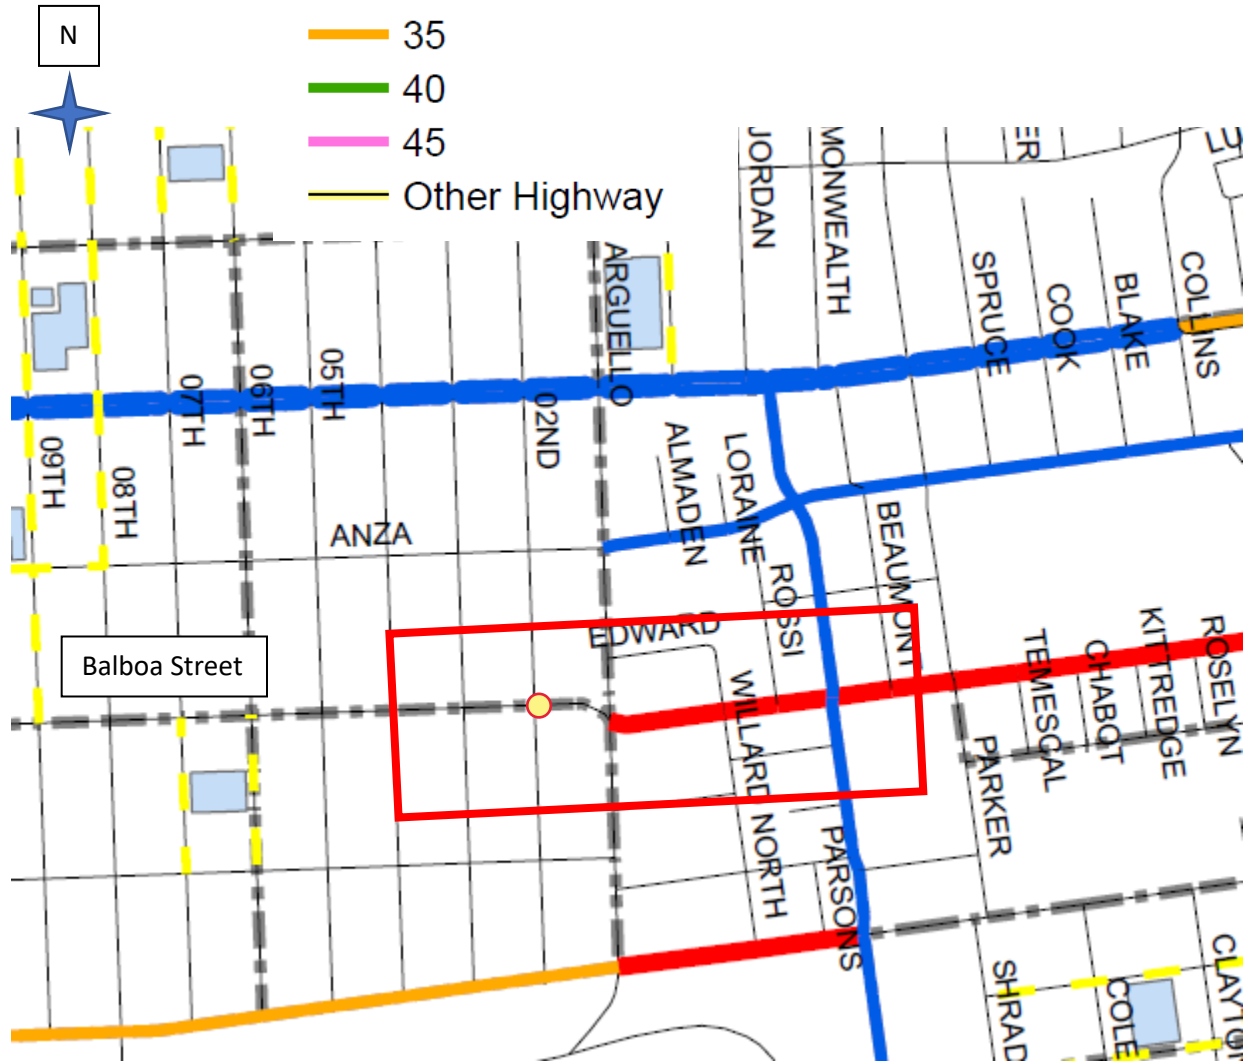 N
35
40
45
Other Highway
JORDAN
MONWEALTH
ER
ARGUELLO
SPRUCE
COOK
BLAKE
COLLINS
09TH
08TH
07TH
06TH
05TH
02ND
ALMADEN
LORAINE
ANZA
BEAUMONT
ROSSI
EDWARD
Balboa Street
WILLARD NORTH
TEMESCAL
CHABOT
KITTREDGE
ROSELYN
PARKER
PARSONS
SHRAD
COLE
CLAYTO